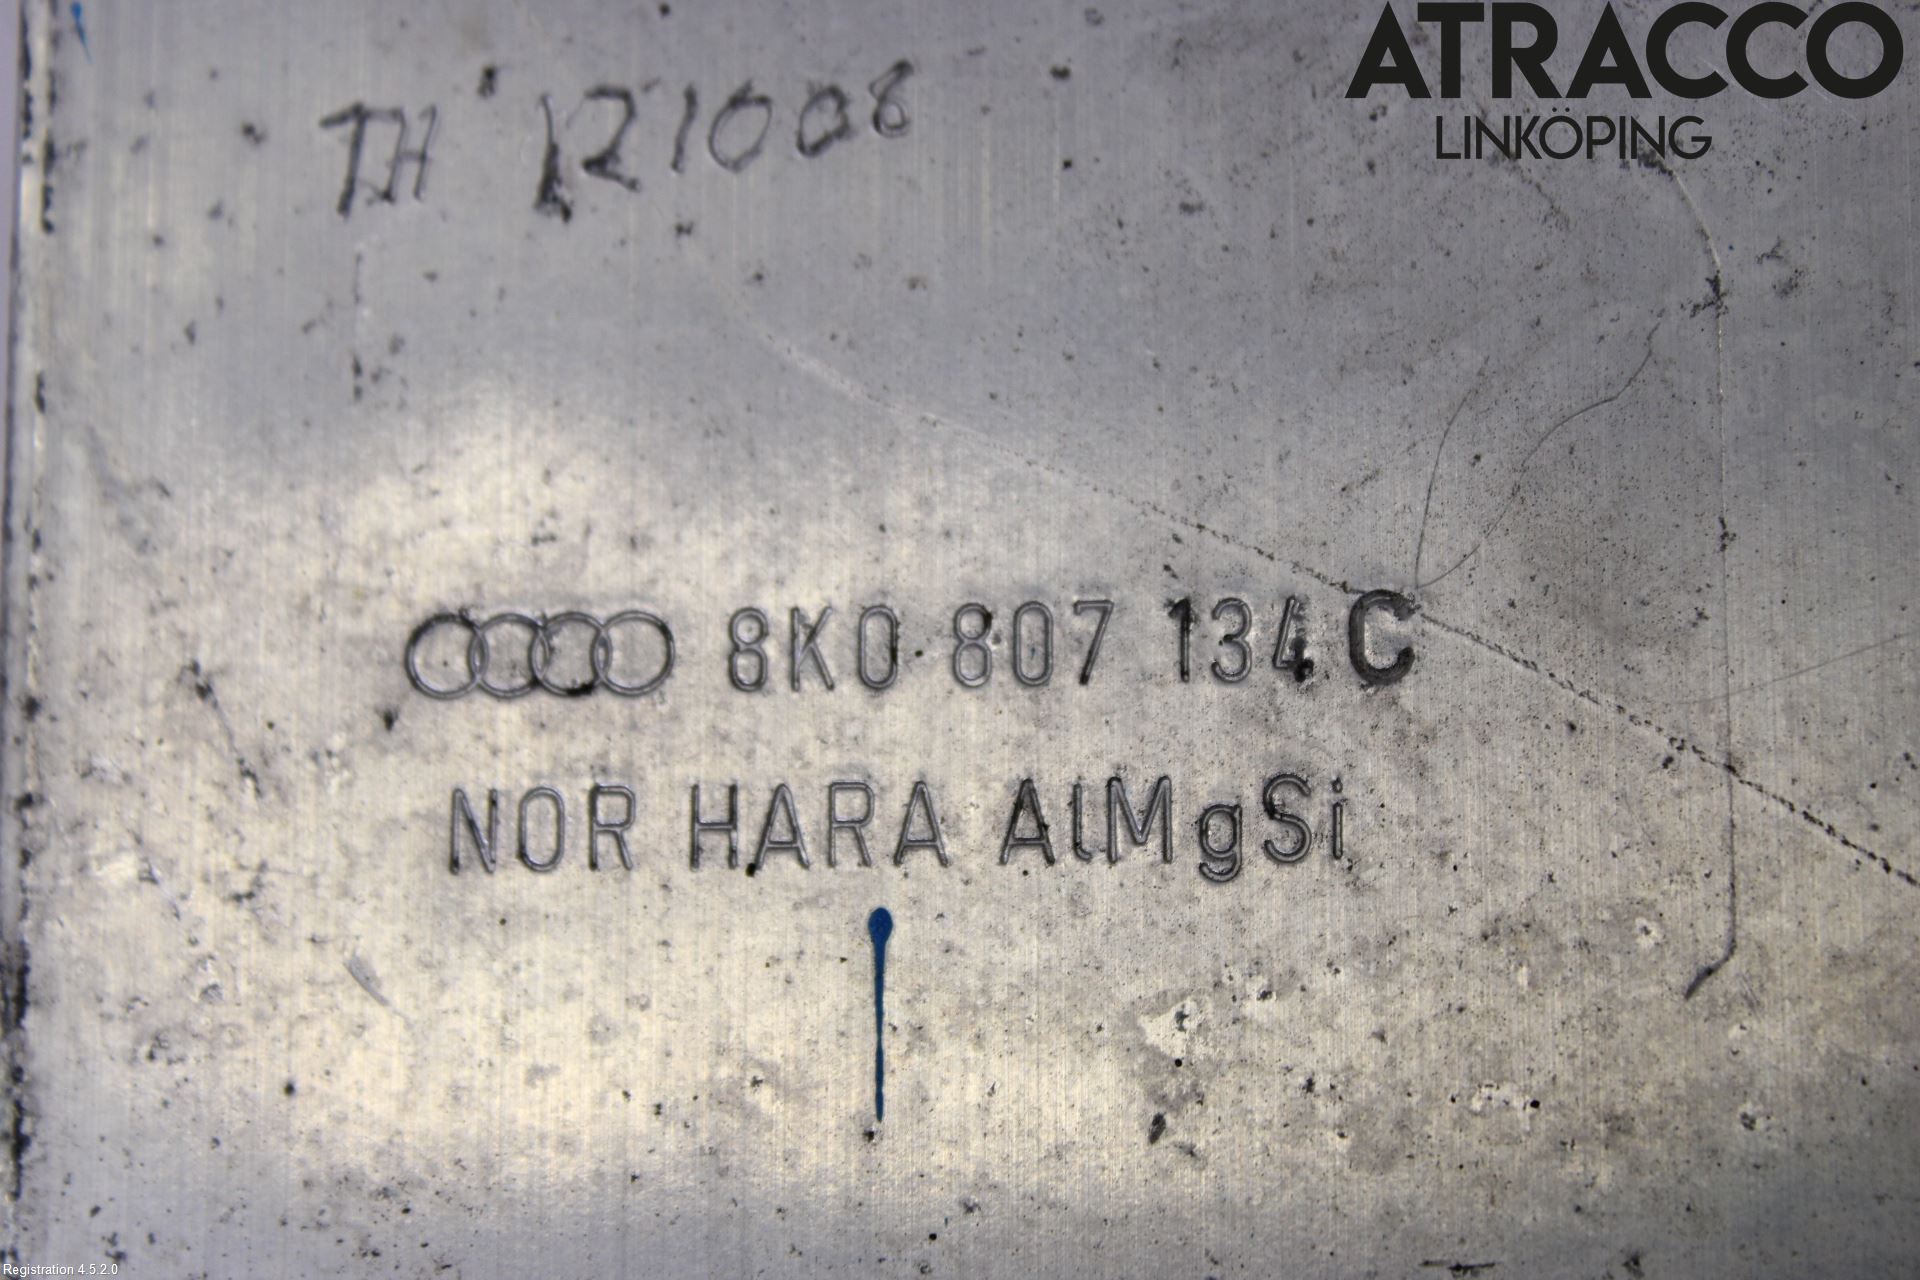 ATRACCO
LINKÖPING
TH 121008
8K0 807 134 C
NOR HARA AlMgSi
Registration 4.5.2.0